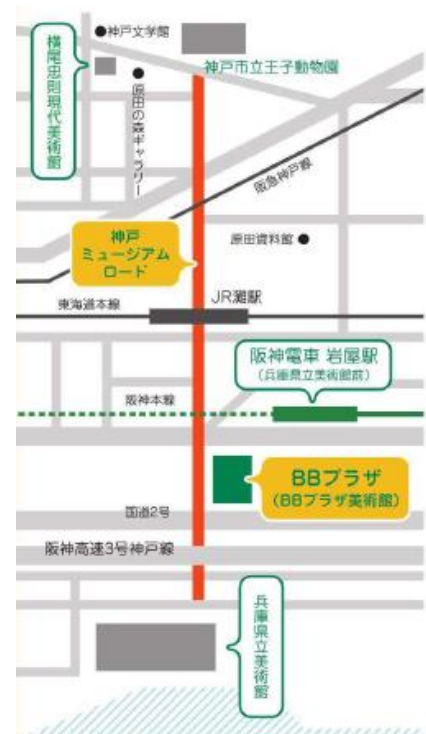 ●神戸文学館
横尾忠則現代美術館
神戸市立王子動物園
●原田の森ギャラリー
阪急神戸線
神戸
ミュージアム
ロード
原田資料館●
東海道本線
JR灘駅
阪神電車 岩屋駅
(兵庫県立美術館前)
阪神本線
BBプラザ
(BBプラザ美術館)
国道2号
阪神高速3号神戸線
兵庫県立美術館